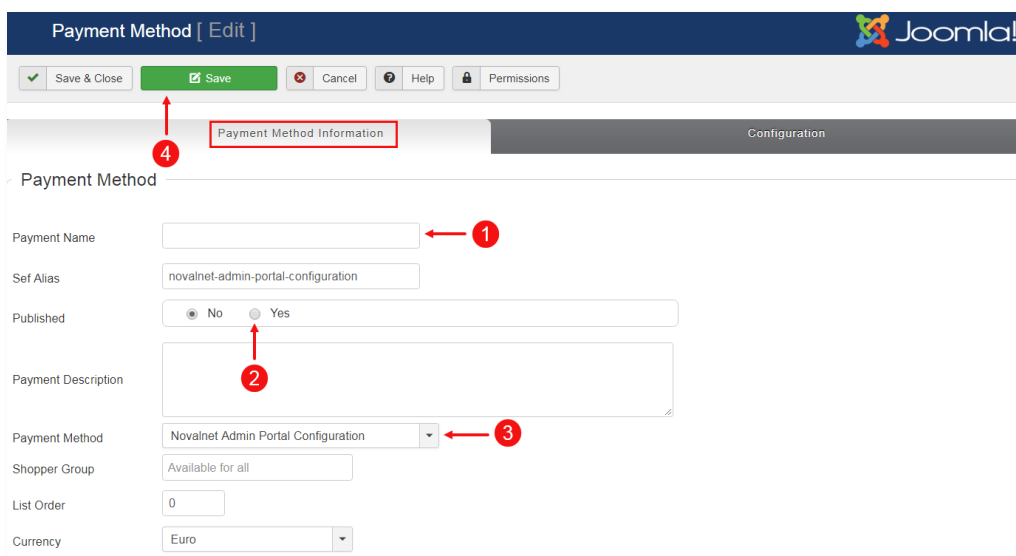 Payment Method [ Edit ]
Joomla!
Save & Close
Save
Cancel
Help
Permissions
4
Payment Method Information
Configuration
Payment Method
Payment Name
1
Sef Alias
novalnet-admin-portal-configuration
Published
No
Yes
2
Payment Description
Payment Method
Novalnet Admin Portal Configuration
3
Shopper Group
Available for all
List Order
0
Currency
Euro